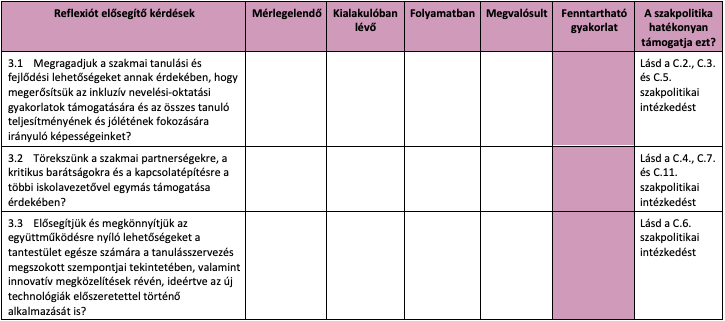 Reflexiót elősegítő kérdések
Mérlegelendő
Kialakulóban
lévő
Folyamatban
Megvalósult
Fenntartható
gyakorlat
A szakpolitika
hatékonyan
támogatja ezt?
3.1 Megragadjuk a szakmai tanulási és
fejlődési lehetőségeket annak érdekében, hogy
megerősítsük az inkluzív nevelési-oktatási
gyakorlatok támogatására és az összes tanuló
teljesítményének és jólétének fokozására
irányuló képességeinket?
Lásd a C.2., C.3.
és C.5.
szakpolitikai
intézkedést
3.2 Törekszünk a szakmai partnerségekre, a
kritikus barátságokra és a kapcsolatépítésre a
többi iskolavezetővel egymás támogatása
érdekében?
Lásd a C.4., C.7.
és C.11.
szakpolitikai
intézkedést
3.3 Elősegítjük és megkönnyítjük az
együttműködésre nyíló lehetőségeket a
tantestület egésze számára a tanulásszervezés
megszokott szempontjai tekintetében, valamint
innovatív megközelítések révén, ideértve az új
technológiák előszeretettel történő
alkalmazását is?
Lásd a C.6.
szakpolitikai
intézkedést